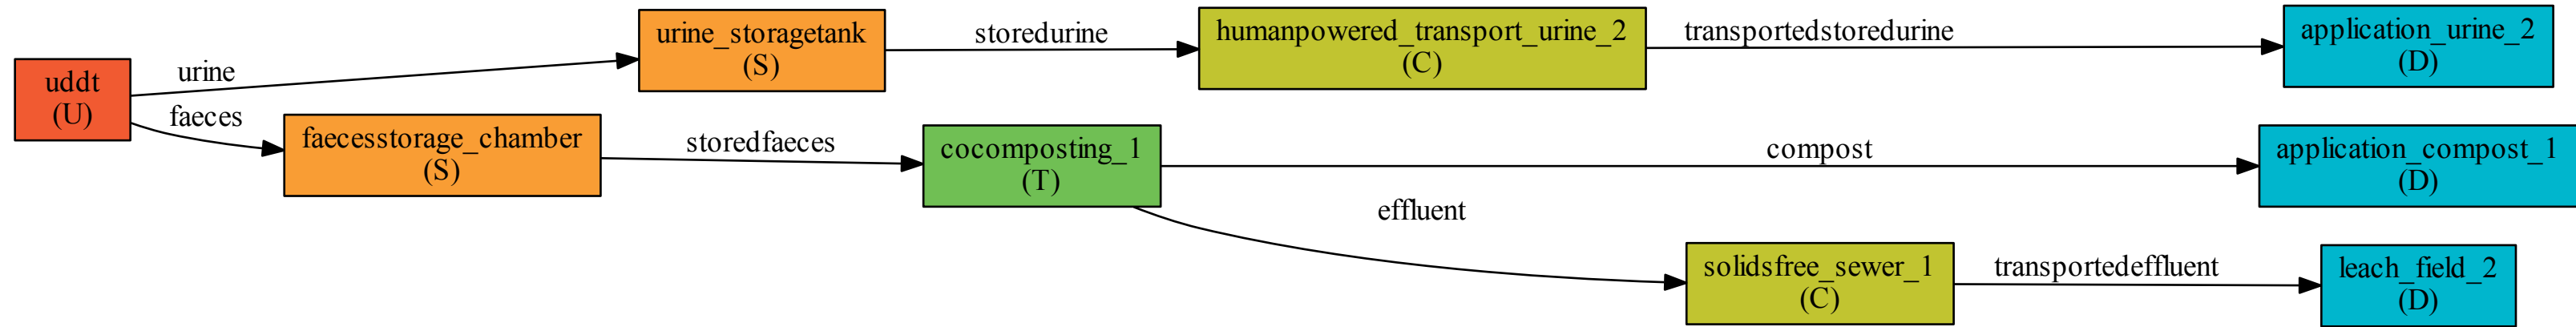 uddt
(U)
urine
faeces
urine_storagetank
(S)
faecesstorage_chamber
(S)
storedurine
storedfaeces
humanpowered_transport_urine_2
(C)
cocomposting_1
(T)
transportedstoredurine
compost
effluent
solidsfree_sewer_1
(C)
transportedeffluent
application_urine_2
(D)
application_compost_1
(D)
leach_field_2
(D)